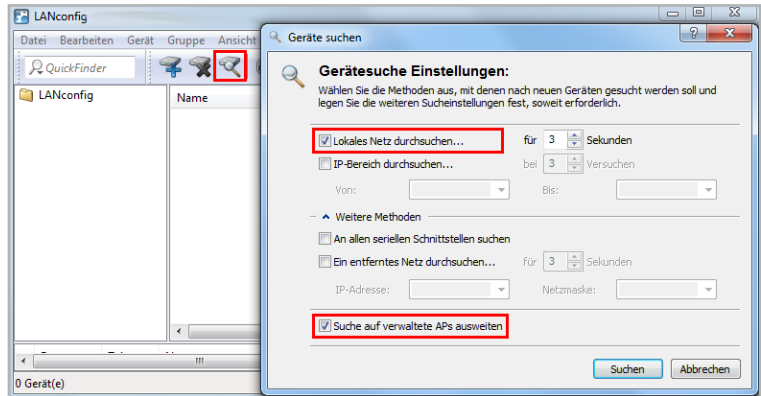 LANconfig
Datei Bearbeiten Gerät Gruppe Ansicht
QuickFinder
LANconfig
Name
0 Gerät(e)
Geräte suchen
Gerätesuche Einstellungen:
Wählen Sie die Methoden aus, mit denen nach neuen Geräten gesucht werden soll und
legen Sie die weiteren Sucheinstellungen fest, soweit erforderlich.
Lokales Netz durchsuchen... für 3 Sekunden
IP-Bereich durchsuchen... bei 3 Versuchen
Von: Bis:
Weitere Methoden
An allen seriellen Schnittstellen suchen
Ein entferntes Netz durchsuchen... für 3 Sekunden
IP-Adresse: Netzmaske:
Suche auf verwaltete APs ausweiten
Suchen Abbrechen